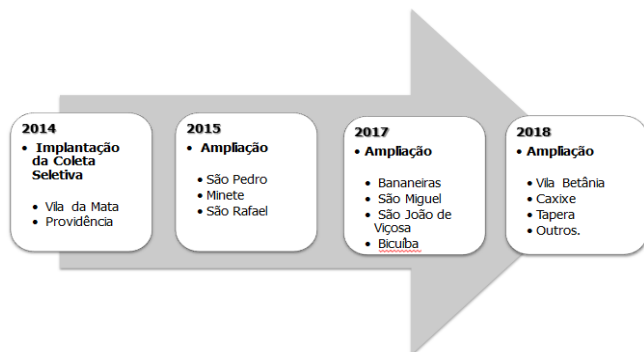 2014
• Implantação
da Coleta
Seletiva
• Vila da Mata
• Providência
2015
• Ampliação
• São Pedro
• Minete
• São Rafael
2017
• Ampliação
• Bananeiras
• São Miguel
• São João de
Viçosa
• Bicuíba
2018
• Ampliação
• Vila Betânia
• Caxixe
• Tapera
• Outros.